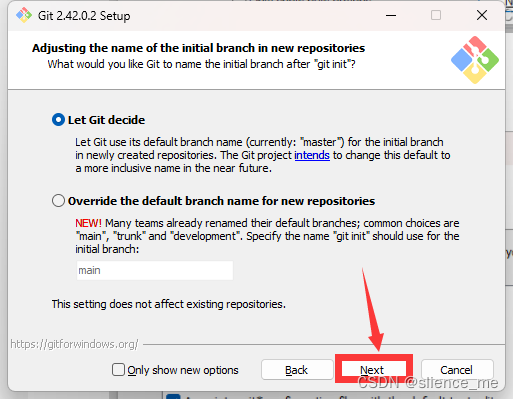 Git 2.42.0.2 Setup
Adjusting the name of the initial branch in new repositories
What would you like Git to name the initial branch after "git init"?
Let Git decide
Let Git use its default branch name (currently: "master") for the initial branch
in newly created repositories. The Git project intends to change this default to
a more inclusive name in the near future.
Override the default branch name for new repositories
NEW! Many teams already renamed their default branches; common choices are
"main", "trunk" and "development". Specify the name "git init" should use for the
initial branch:
main
This setting does not affect existing repositories.
https://gitforwindows.org/
Only show new options
Back
Next
Cancel
CSDN @silence_me